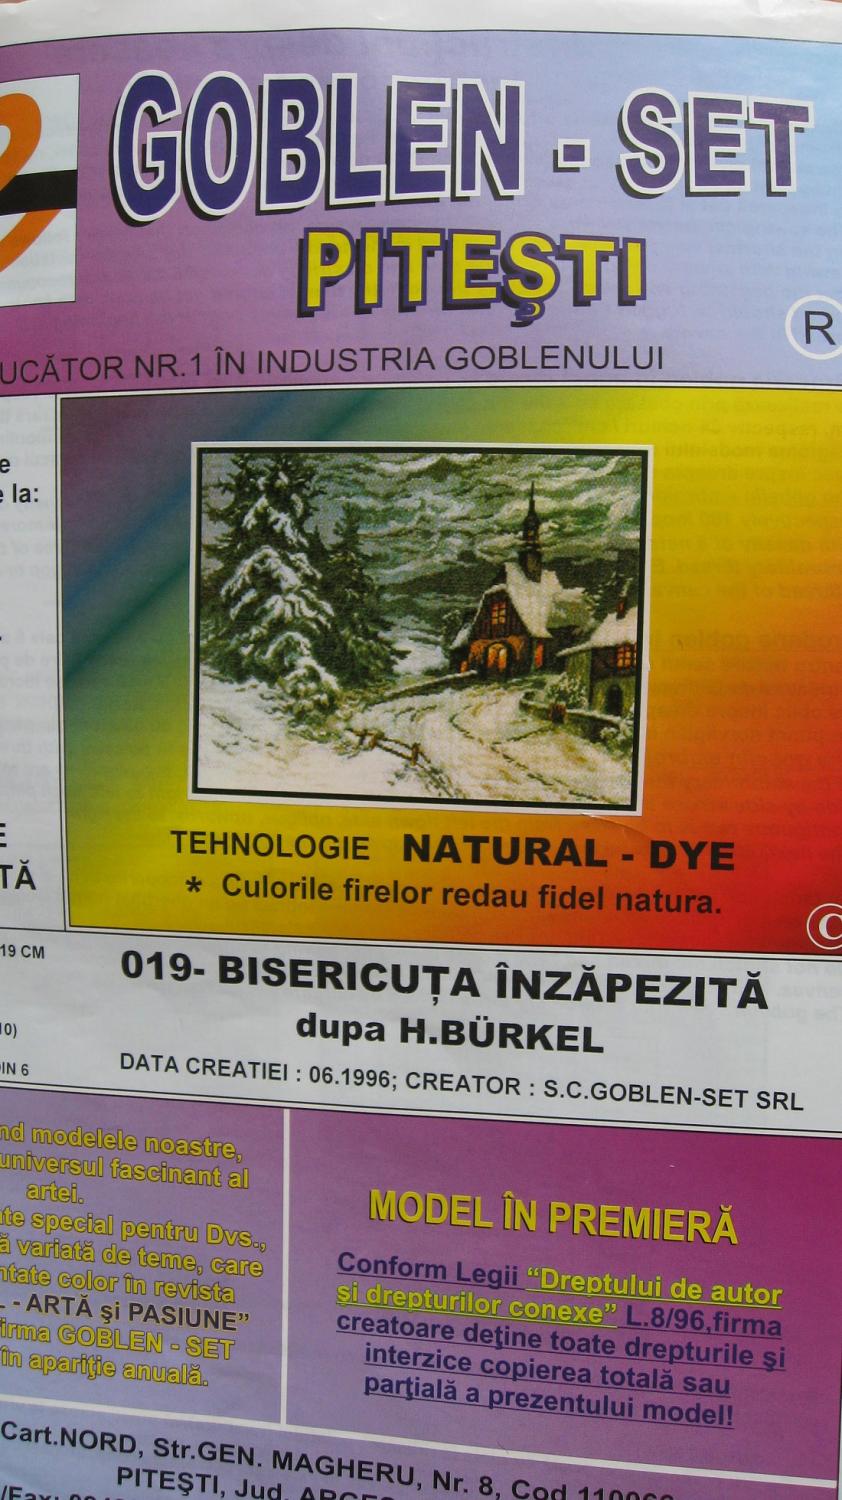 GOBLEN - SET
PITEŞTI
R
UCĂTOR NR.1 ÎN INDUSTRIA GOBLENULUI
e la:
TEHNOLOGIE NATURAL - DYE
* Culorile firelor redau fidel natura.
C
TĂ
19 CM
019- BISERICUȚA ÎNZĂPEZITĂ
dupa H.BÜRKEL
10)
DIN 6
DATA CREATIEI : 06.1996; CREATOR : S.C.GOBLEN-SET SRL
nd modelele noastre,
universul fascinant al
artei.
te special pentru Dvs.,
ă variată de teme, care
ntate color în revista
- ARTĂ şi PASIUNE”
irma GOBLEN - SET
în apariţie anuală.
MODEL ÎN PREMIERĂ
Conform Legii “Dreptului de autor
şi drepturilor conexe” L.8/96,firma
creatoare deţine toate drepturile şi
interzice copierea totală sau
parţială a prezentului model!
Cart.NORD, Str.GEN. MAGHERU, Nr. 8, Cod
PITEŞTI, Jud.